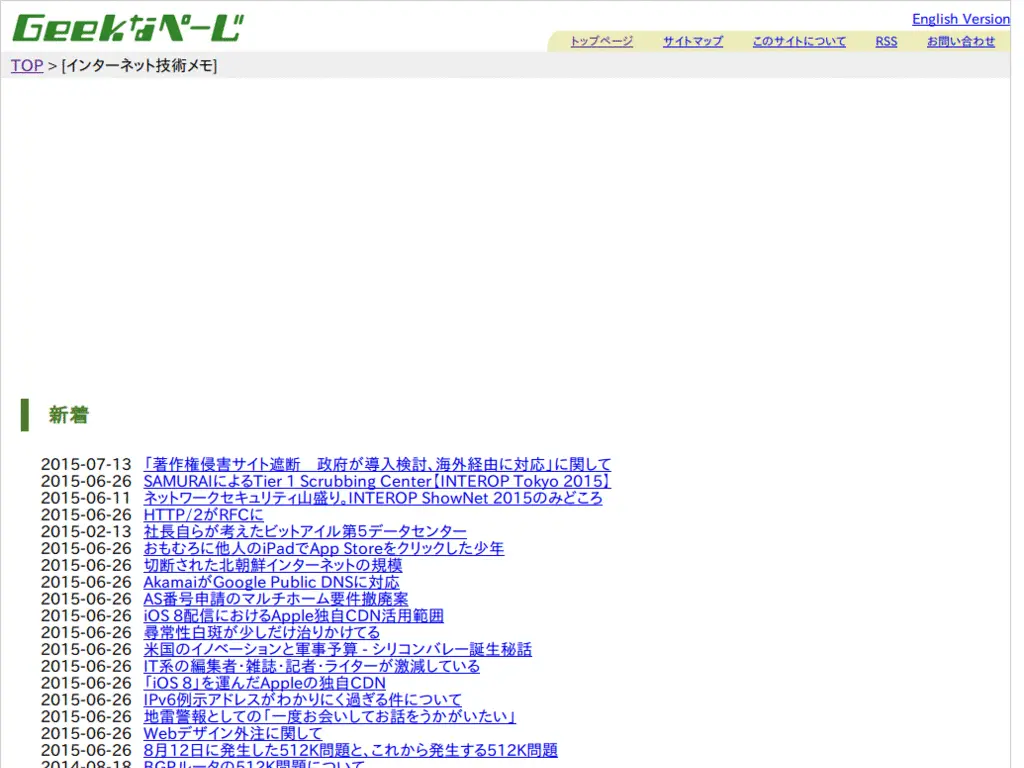 Geekなページ
English Version
トップページ サイトマップ このサイトについて RSS お問い合わせ
TOP > [インターネット技術メモ]
新着
2015-07-13 「著作権侵害サイト遮断　政府が導入検討、海外経由に対応」に関して
2015-06-26 SAMURAIによるTier 1 Scrubbing Center【INTEROP Tokyo 2015】
2015-06-11 ネットワークセキュリティ山盛り。INTEROP ShowNet 2015のみどころ
2015-06-26 HTTP/2がRFCに
2015-02-13 社長自らが考えたビットアイル第5データセンター
2015-06-26 おもむろに他人のiPadでApp Storeをクリックした少年
2015-06-26 切断された北朝鮮インターネットの規模
2015-06-26 AkamaiがGoogle Public DNSに対応
2015-06-26 AS番号申請のマルチホーム要件撤廃案
2015-06-26 iOS 8配信におけるApple独自CDN活用範囲
2015-06-26 尋常性白斑が少しだけ治りかけてる
2015-06-26 米国のイノベーションと軍事予算 - シリコンバレー誕生秘話
2015-06-26 IT系の編集者・雑誌・記者・ライターが激減している
2015-06-26 「iOS 8」を運んだAppleの独自CDN
2015-06-26 IPv6例示アドレスがわかりにく過ぎる件について
2015-06-26 地雷警報としての「一度お会いしてお話をうかがいたい」
2015-06-26 Webデザイン外注に関して
2015-06-26 8月12日に発生した512K問題と、これから発生する512K問題
2014-08-18 BGPルータの512K問題について